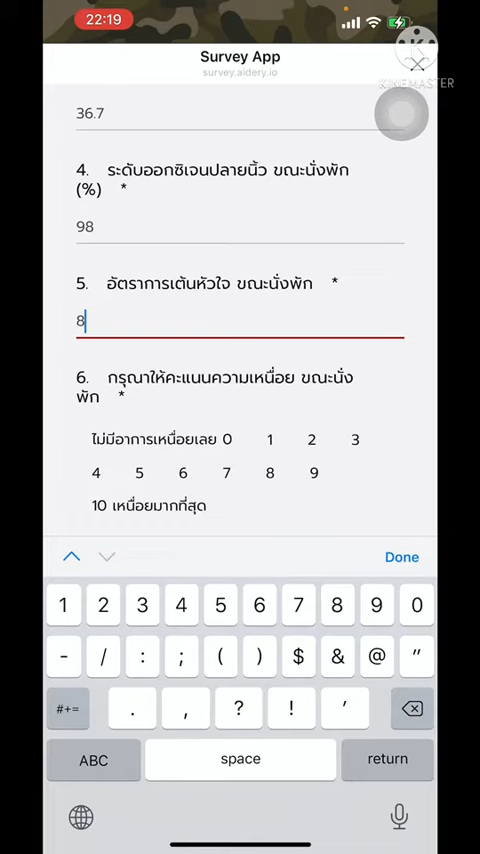 22:19
K
KINEMASTER
Survey App
survey.aidery.io
36.7
4. ระดับออกซิเจนปลายนิ้ว ขณะนั่งพัก
(%) *
98
5. อัตราการเต้นหัวใจ ขณะนั่งพัก *
8
6. กรุณาให้คะแนนความเหนื่อย ขณะนั่ง
พัก *
ไม่มีอาการเหนื่อยเลย 0 1 2 3
4 5 6 7 8 9
10 เหนื่อยมากที่สุด
Done
1 2 3 4 5 6 7 8 9 0
- / : ; ( ) $ & @ "
#+= . , ? ! '
ABC space return